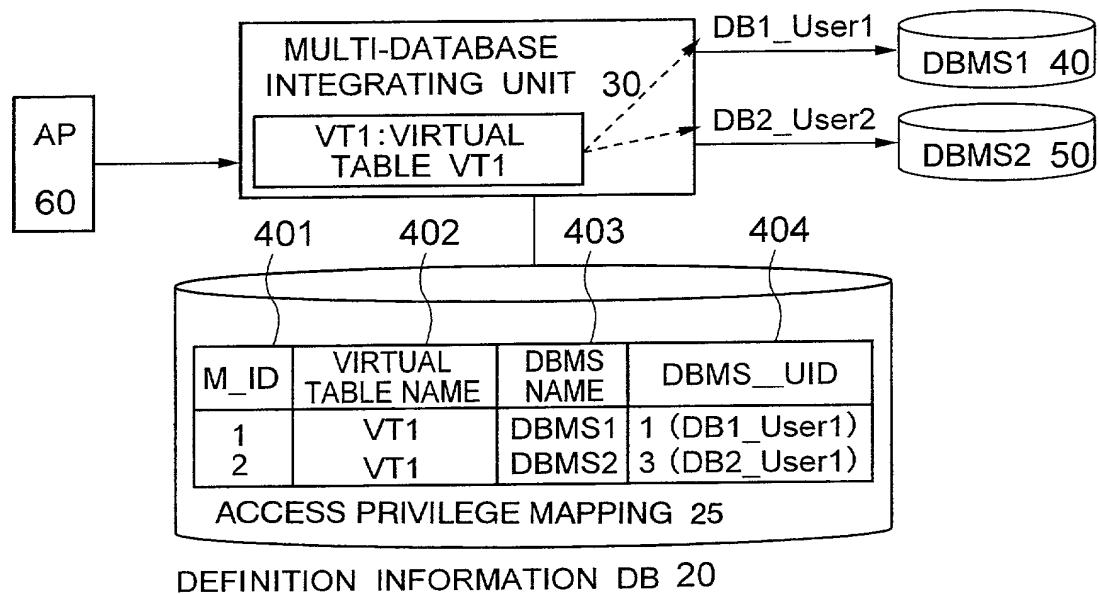 MULTI-DATABASE
INTEGRATING UNIT 30
VT1:VIRTUAL
TABLE VT1
AP
60
DB1_User1
DBMS1 40
DB2_User2
DBMS2 50
401
402
403
404
M_ID
VIRTUAL
TABLE NAME
DBMS
NAME
DBMS__UID
1 VT1 DBMS1 1 (DB1_User1)
2 VT1 DBMS2 3 (DB2_User1)
ACCESS PRIVILEGE MAPPING 25
DEFINITION INFORMATION DB 20